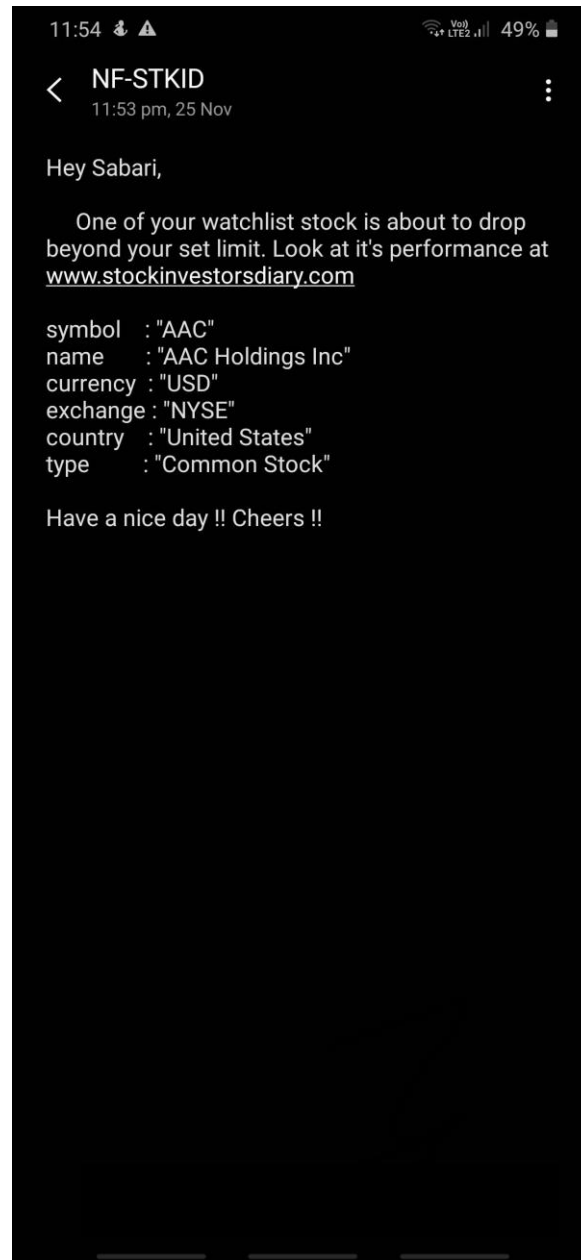 11:54 49%
NF-STKID
11:53 pm, 25 Nov
Hey Sabari,
One of your watchlist stock is about to drop
beyond your set limit. Look at it's performance at
www.stockinvestorsdiary.com
symbol : "AAC"
name : "AAC Holdings Inc"
currency : "USD"
exchange : "NYSE"
country : "United States"
type : "Common Stock"
Have a nice day !! Cheers !!